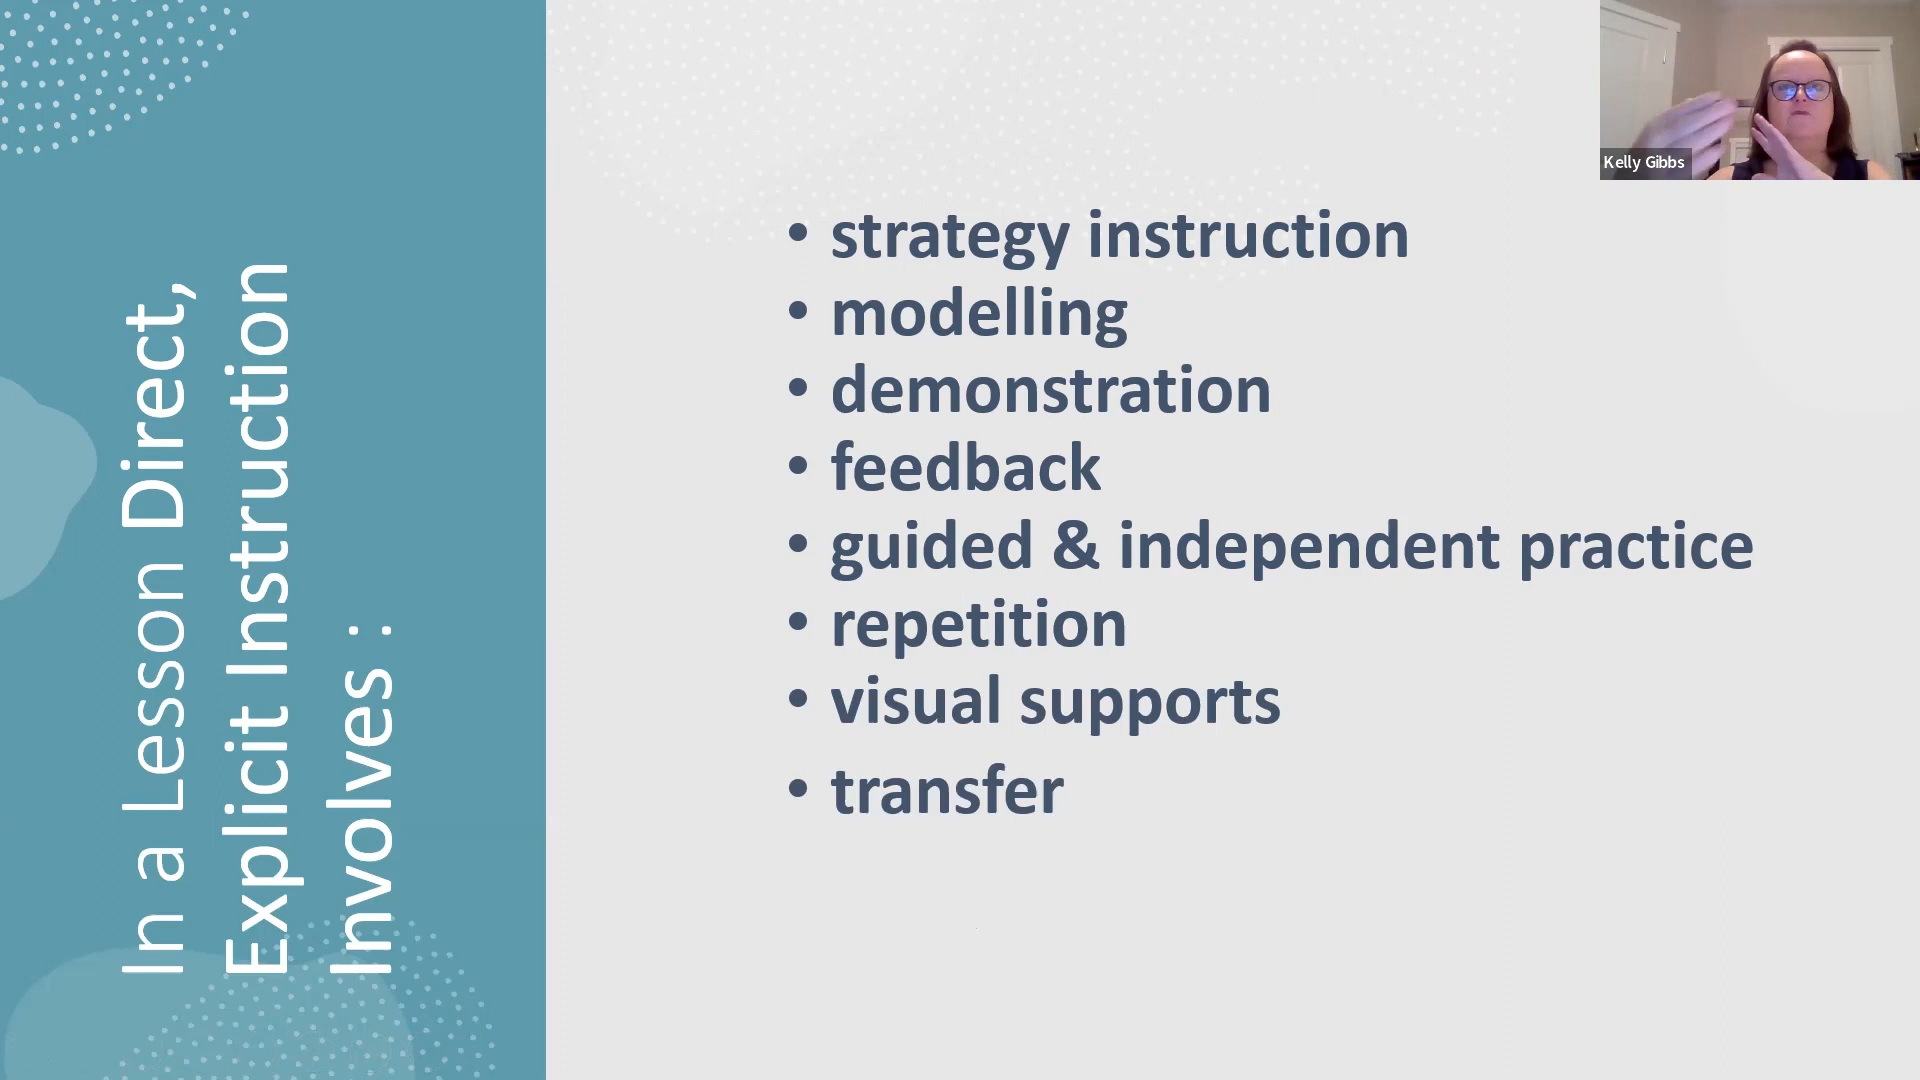 In a Lesson Direct,
Explicit Instruction
Involves :
• strategy instruction
• modelling
• demonstration
• feedback
• guided & independent practice
• repetition
• visual supports
• transfer
Kelly Gibbs